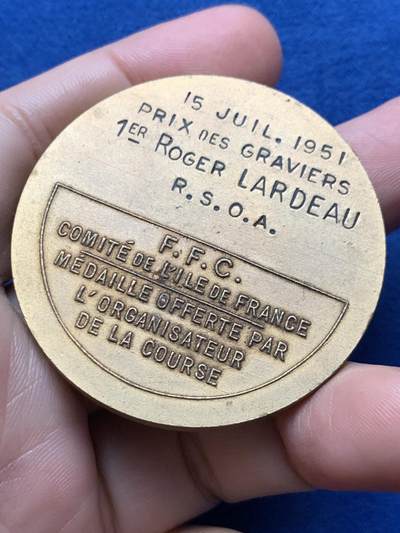 15 JUIL. 1951
PRIX DES GRAVIERS
1ER ROGER LARDEAU
R.S.O.A.
F.F.C.
COMITÉ DE L'ILE DE FRANCE
MÉDAILLE OFFERTE PAR
L'ORGANISATEUR
DE LA COURSE